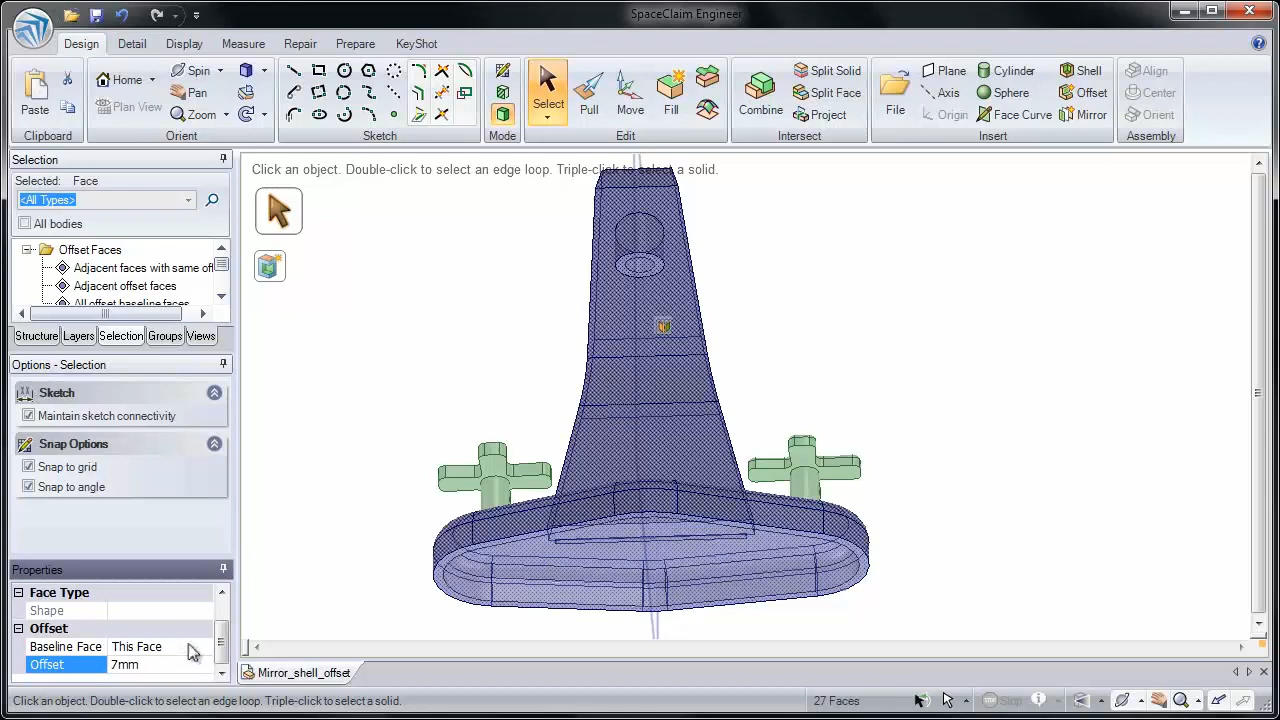 SpaceClaim Engineer
Design Detail Display Measure Repair Prepare KeyShot
Paste
Clipboard
Home
Plan View
Spin
Pan
Zoom
Orient
Sketch
Mode
Select
Pull
Move
Fill
Edit
Combine
Split Solid
Split Face
Project
Intersect
File
Plane
Axis
Origin
Cylinder
Sphere
Face Curve
Shell
Offset
Mirror
Insert
Align
Center
Orient
Assembly
Selection
Selected: Face
<All Types>
All bodies
Offset Faces
Adjacent faces with same off
Adjacent offset faces
All offset baseline faces
Structure Layers Selection Groups Views
Options - Selection
Sketch
Maintain sketch connectivity
Snap Options
Snap to grid
Snap to angle
Properties
Face Type
Shape
Offset
Baseline Face This Face
Offset 7mm
Click an object. Double-click to select an edge loop. Triple-click to select a solid.
Mirror_shell_offset
Click an object. Double-click to select an edge loop. Triple-click to select a solid.
27 Faces
Stop